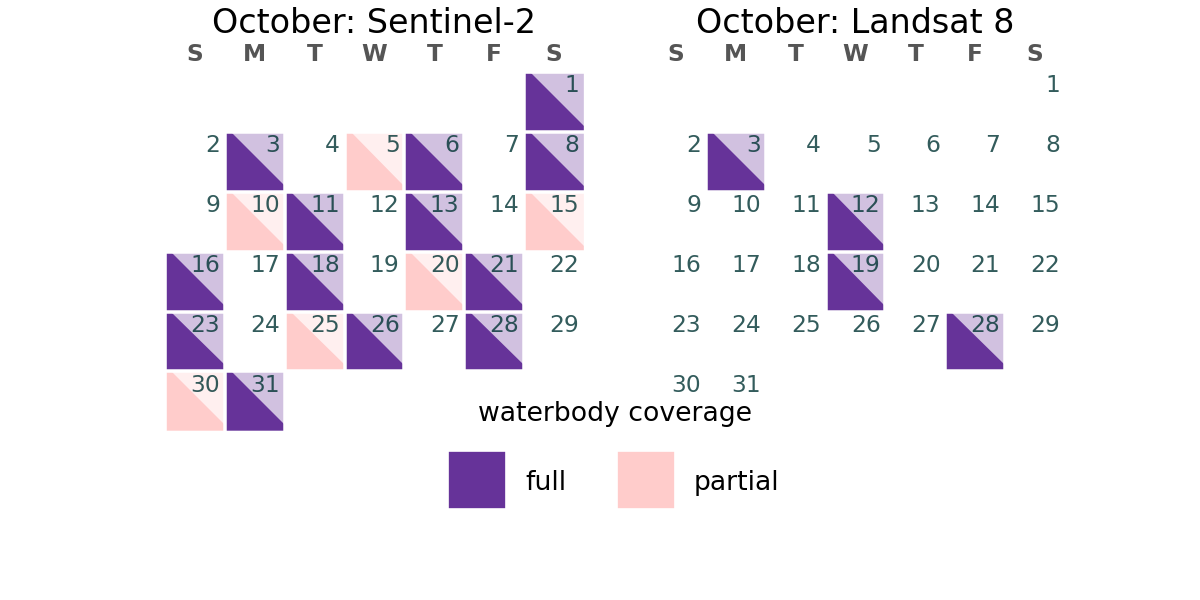 October: Sentinel-2
S M T W T F S
1
2 3 4 5 6 7 8
9 10 11 12 13 14 15
16 17 18 19 20 21 22
23 24 25 26 27 28 29
30 31
October: Landsat 8
S M T W T F S
1
2 3 4 5 6 7 8
9 10 11 12 13 14 15
16 17 18 19 20 21 22
23 24 25 26 27 28 29
30 31
waterbody coverage
full partial